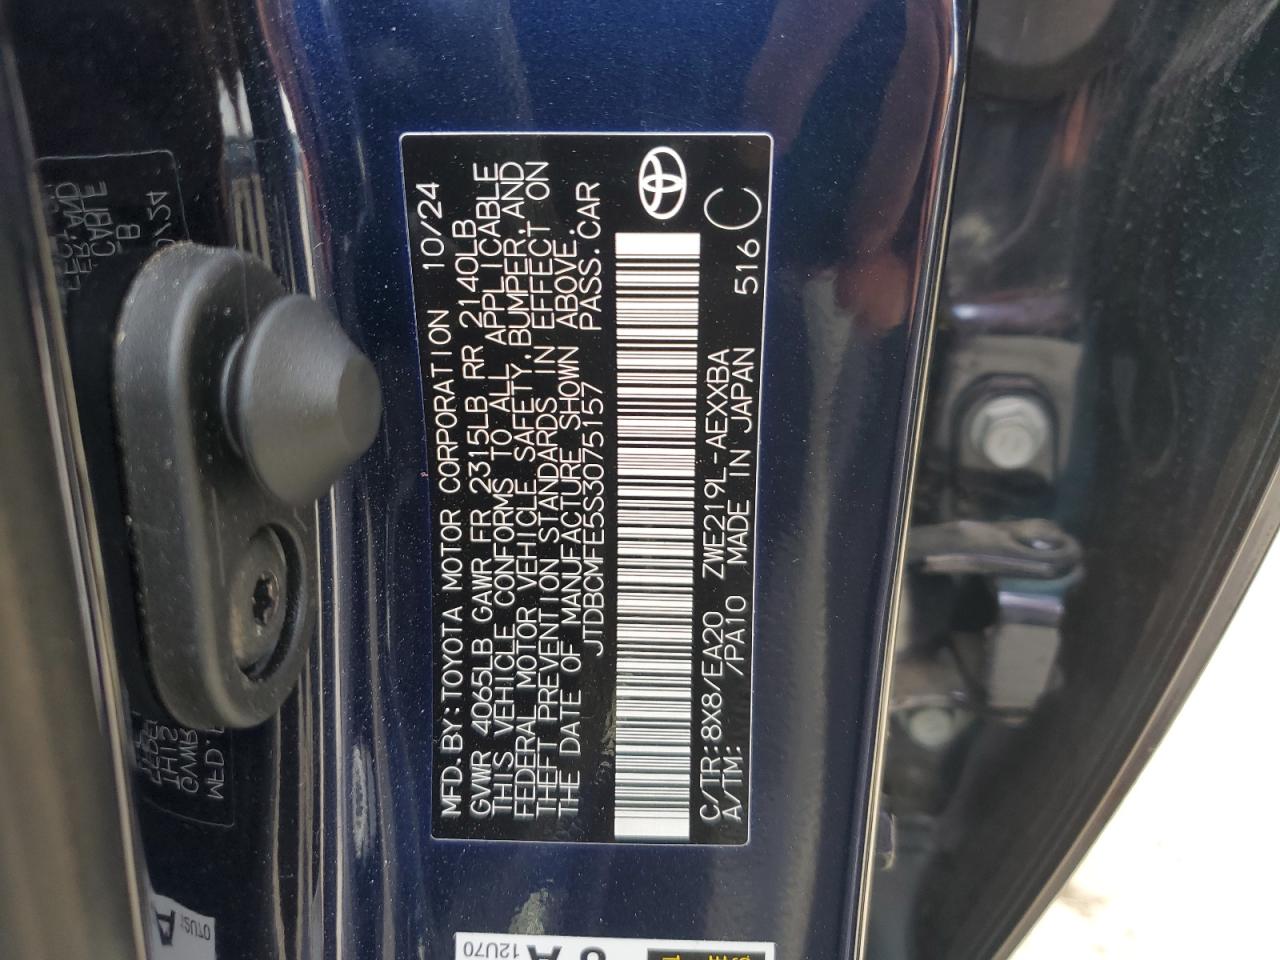 MFD.BY:TOYOTA MOTOR CORPORATION 10/24
GVWR 4065LB GAWR FR 2315LB RR 2140LB
THIS VEHICLE CONFORMS TO ALL APPLICABLE
FEDERAL MOTOR VEHICLE SAFETY,BUMPER,AND
THEFT PREVENTION STANDARDS IN EFFECT ON
THE DATE OF MANUFACTURE SHOWN ABOVE.
JTDBCMFE5S3075157 PASS.CAR
C/TR:8X8/EA20 ZWE219L-AEXXBA
A/TM: /PA10 MADE IN JAPAN 516 C
A
12U70